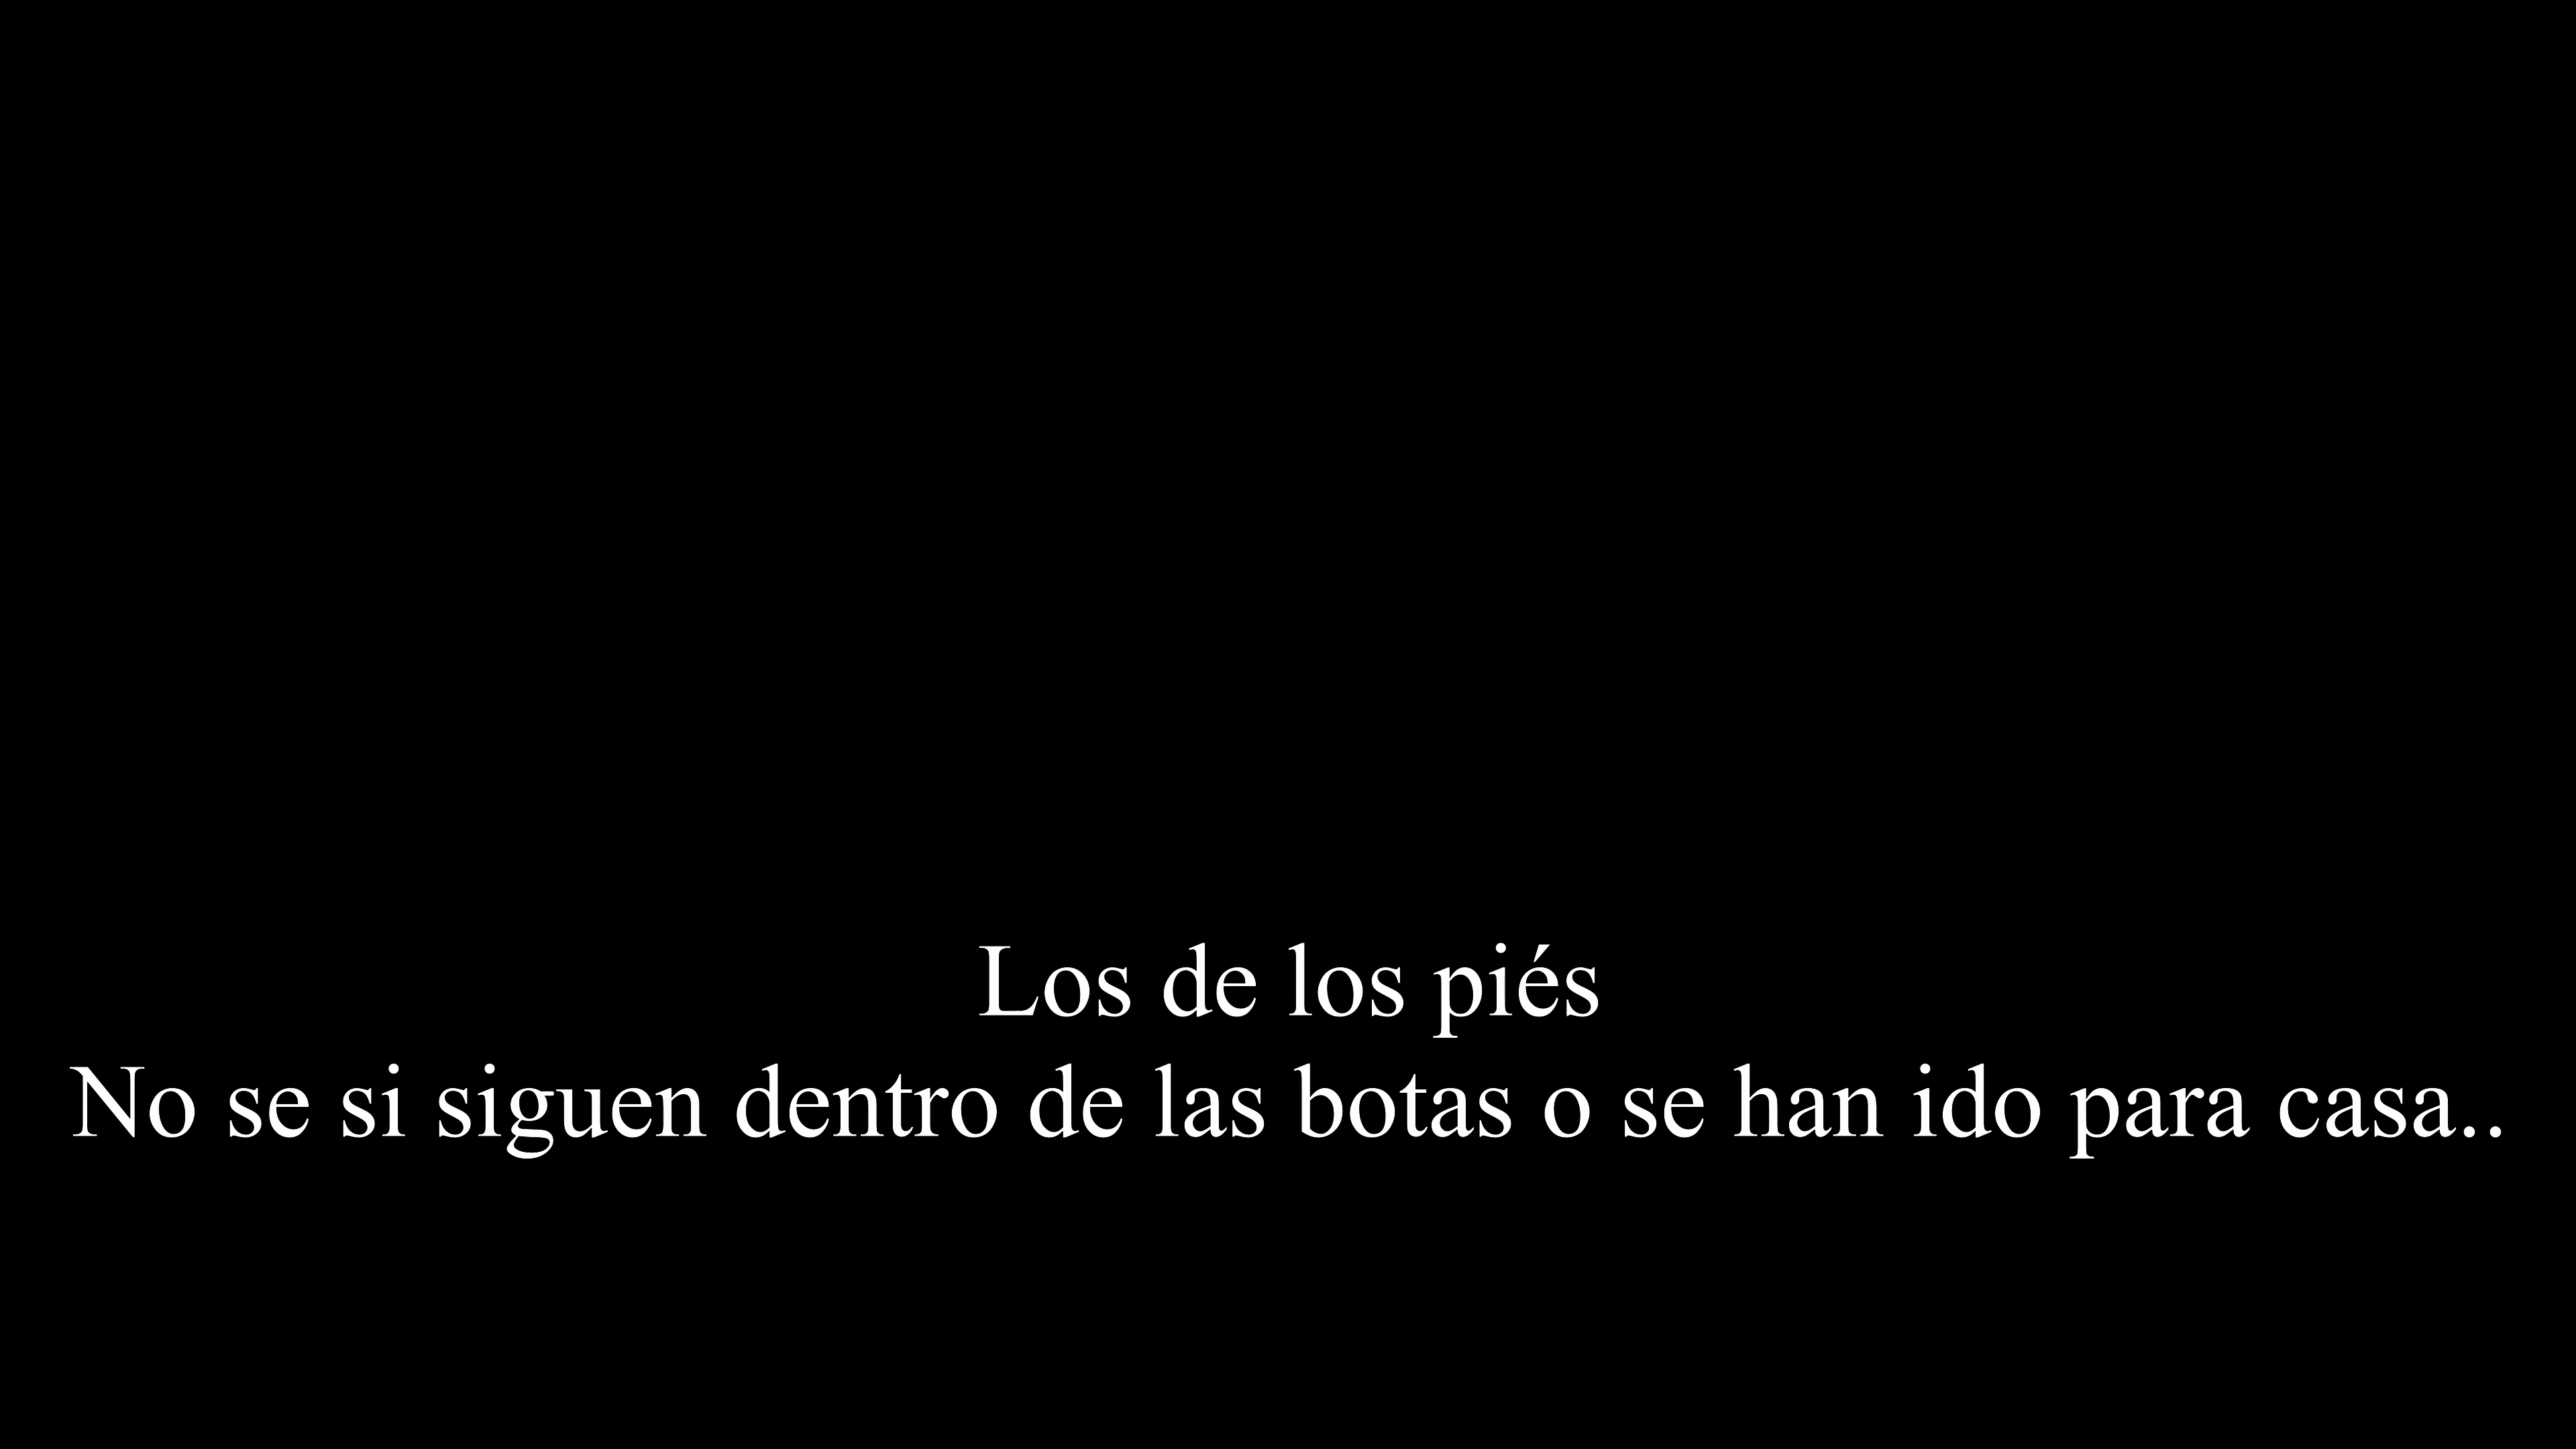 Los de los piés
No se si siguen dentro de las botas o se han ido para casa..